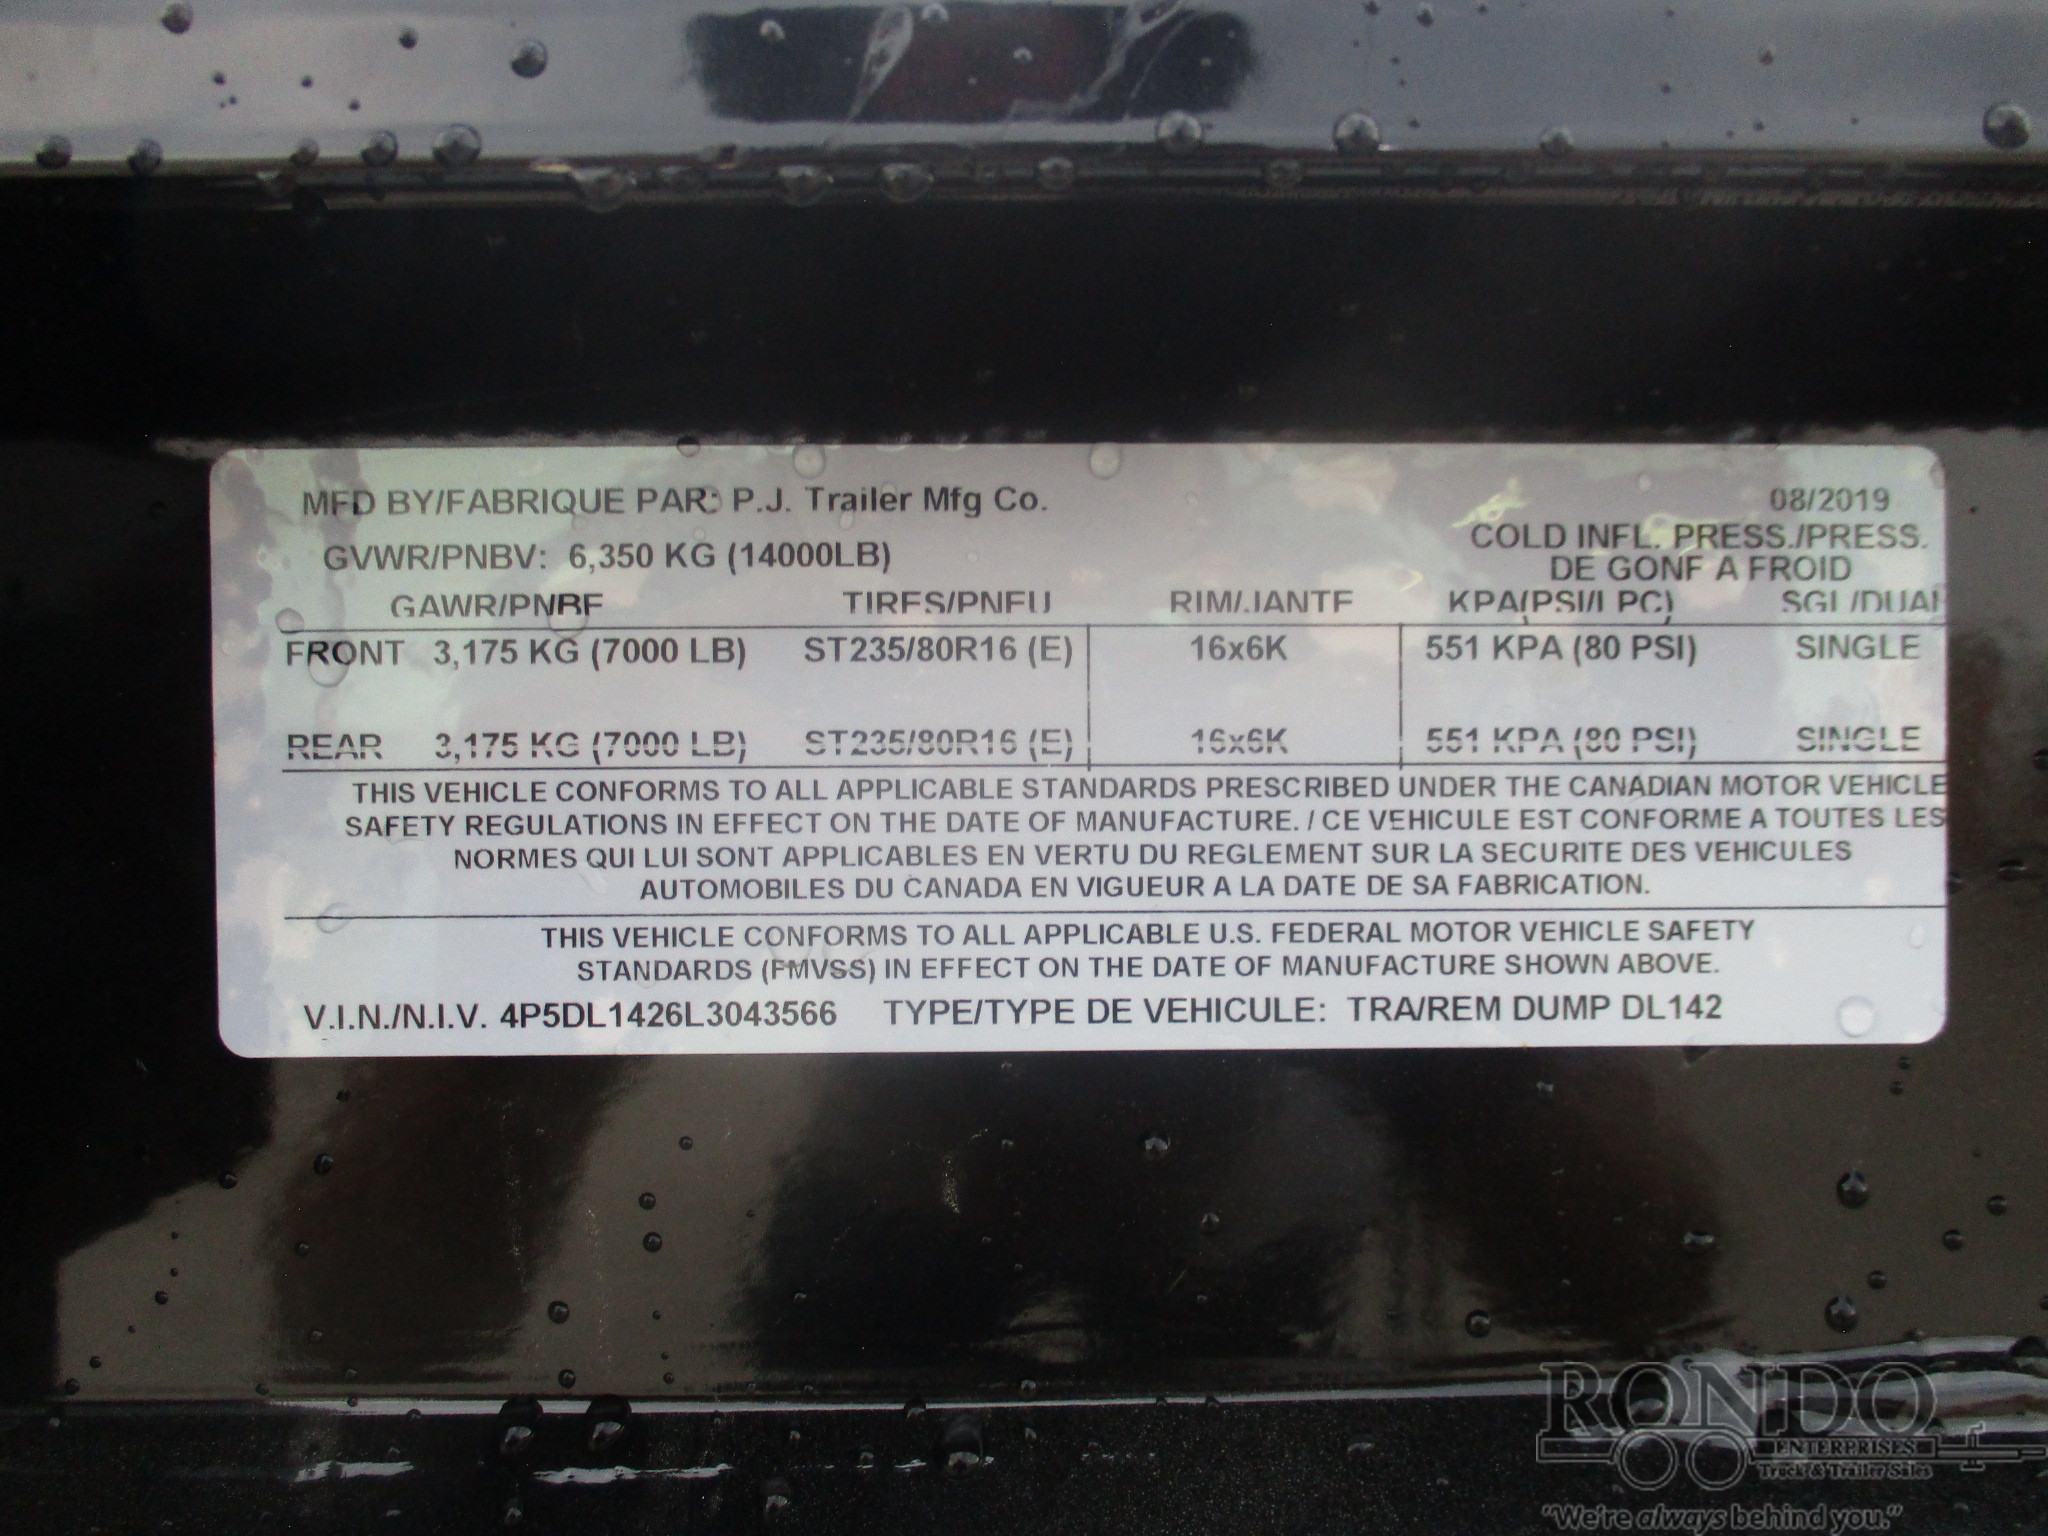 MFD BY/FABRIQUE PAR: P.J. Trailer Mfg Co. 08/2019
GVWR/PNBV: 6,350 KG (14000LB) COLD INFL. PRESS./PRESS.
DE GONF A FROID
GAWR/PNBE TIRES/PNEU RIM/JANTE KPA(PSI/LPC) SGL/DUAL
FRONT 3,175 KG (7000 LB) ST235/80R16 (E) 16x6K 551 KPA (80 PSI) SINGLE
REAR 3,175 KG (7000 LB) ST235/80R16 (E) 16x6K 551 KPA (80 PSI) SINGLE
THIS VEHICLE CONFORMS TO ALL APPLICABLE STANDARDS PRESCRIBED UNDER THE CANADIAN MOTOR VEHICLE
SAFETY REGULATIONS IN EFFECT ON THE DATE OF MANUFACTURE. / CE VEHICULE EST CONFORME A TOUTES LES
NORMES QUI LUI SONT APPLICABLES EN VERTU DU REGLEMENT SUR LA SECURITE DES VEHICULES
AUTOMOBILES DU CANADA EN VIGUEUR A LA DATE DE SA FABRICATION.
THIS VEHICLE CONFORMS TO ALL APPLICABLE U.S. FEDERAL MOTOR VEHICLE SAFETY
STANDARDS (FMVSS) IN EFFECT ON THE DATE OF MANUFACTURE SHOWN ABOVE.
V.I.N./N.I.V. 4P5DL1426L3043566 TYPE/TYPE DE VEHICULE: TRA/REM DUMP DL142
RONDO
ENTERPRISES
Truck & Trailer Sales
"We're always behind you."